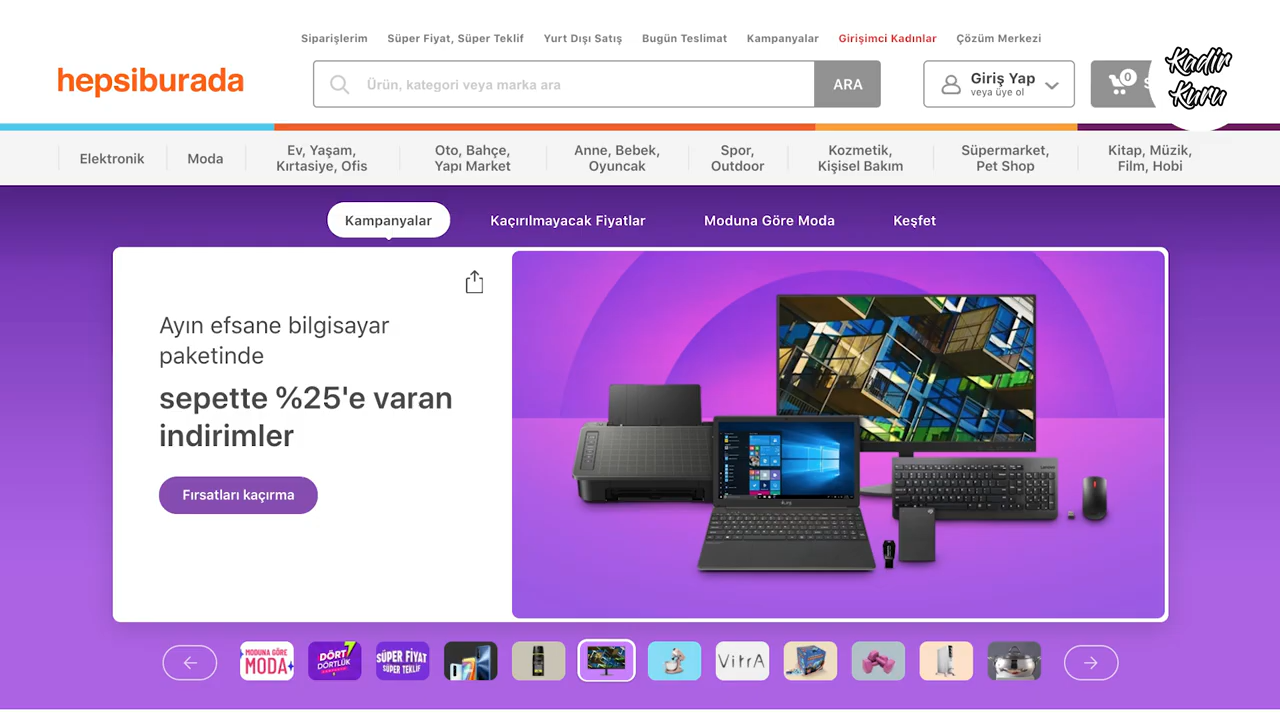 Siparişlerim Süper Fiyat, Süper Teklif Yurt Dışı Satış Bugün Teslimat Kampanyalar Girişimci Kadınlar Çözüm Merkezi
hepsiburada
Ürün, kategori veya marka ara
ARA
Giriş Yap
veya üye ol
0
Kadir
Kuru
Elektronik
Moda
Ev, Yaşam,
Kırtasiye, Ofis
Oto, Bahçe,
Yapı Market
Anne, Bebek,
Oyuncak
Spor,
Outdoor
Kozmetik,
Kişisel Bakım
Süpermarket,
Pet Shop
Kitap, Müzik,
Film, Hobi
Kampanyalar Kaçırılmayacak Fiyatlar Moduna Göre Moda Keşfet
Ayın efsane bilgisayar
paketinde
sepette %25'e varan
indirimler
Fırsatları kaçırma
MODUNA GÖRE
MODA
DÖRT
DÖRTLÜK
SÜPER FİYAT
SÜPER TEKLİF
VitrA